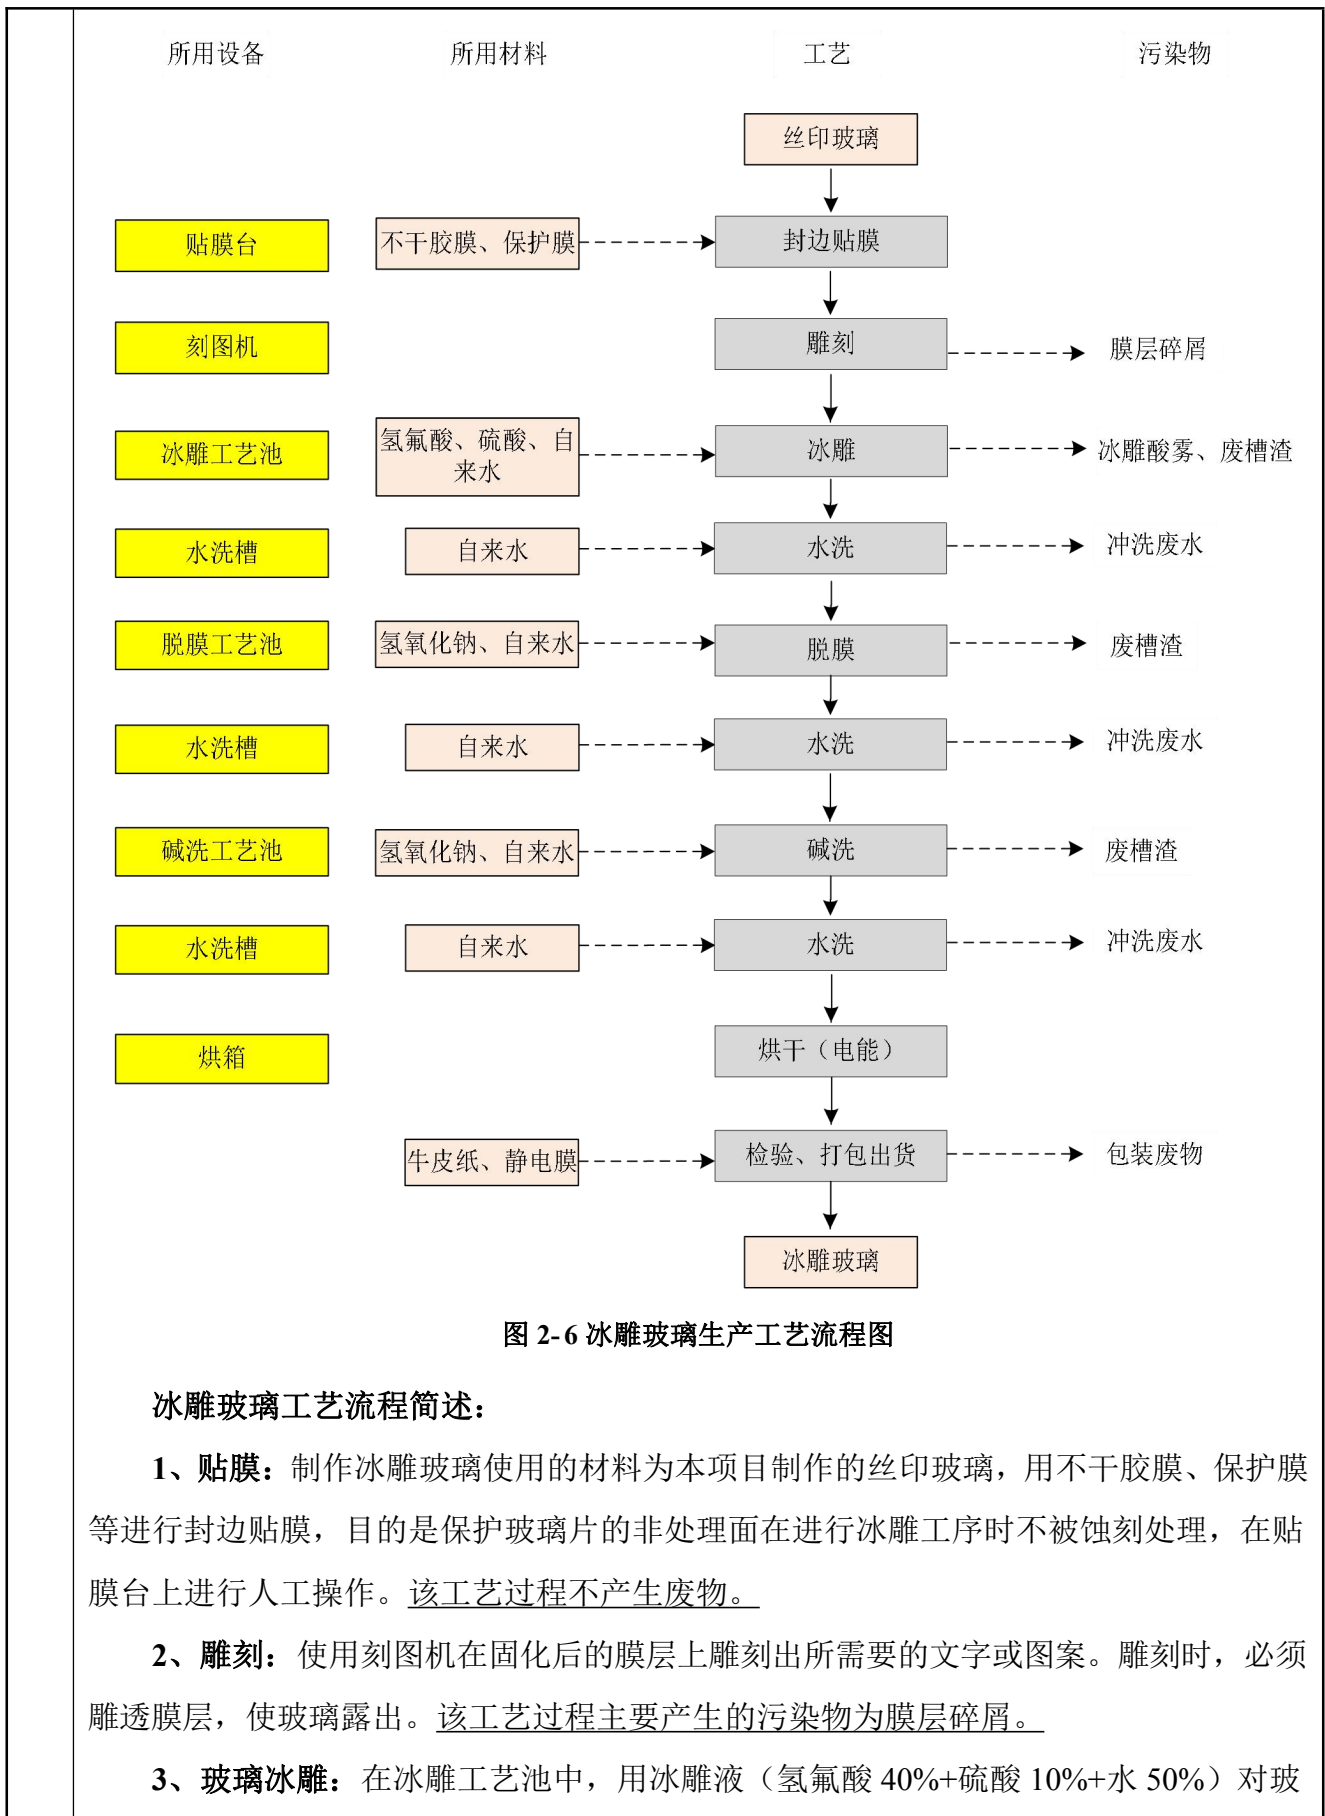 所用设备 所用材料 工艺 污染物
丝印玻璃
贴膜台 不干胶膜、保护膜 封边贴膜
刻图机 雕刻 膜层碎屑
冰雕工艺池 氢氟酸、硫酸、自来水 冰雕 冰雕酸雾、废槽渣
水洗槽 自来水 水洗 冲洗废水
脱膜工艺池 氢氧化钠、自来水 脱膜 废槽渣
水洗槽 自来水 水洗 冲洗废水
碱洗工艺池 氢氧化钠、自来水 碱洗 废槽渣
水洗槽 自来水 水洗 冲洗废水
烘箱 烘干（电能）
牛皮纸、静电膜 检验、打包出货 包装废物
冰雕玻璃
图 2-6 冰雕玻璃生产工艺流程图
冰雕玻璃工艺流程简述：
1、贴膜：制作冰雕玻璃使用的材料为本项目制作的丝印玻璃，用不干胶膜、保护膜
等进行封边贴膜，目的是保护玻璃片的非处理面在进行冰雕工序时不被蚀刻处理，在贴
膜台上进行人工操作。该工艺过程不产生废物。
2、雕刻：使用刻图机在固化后的膜层上雕刻出所需要的文字或图案。雕刻时，必须
雕透膜层，使玻璃露出。该工艺过程主要产生的污染物为膜层碎屑。
3、玻璃冰雕：在冰雕工艺池中，用冰雕液（氢氟酸 40%+硫酸 10%+水 50%）对玻